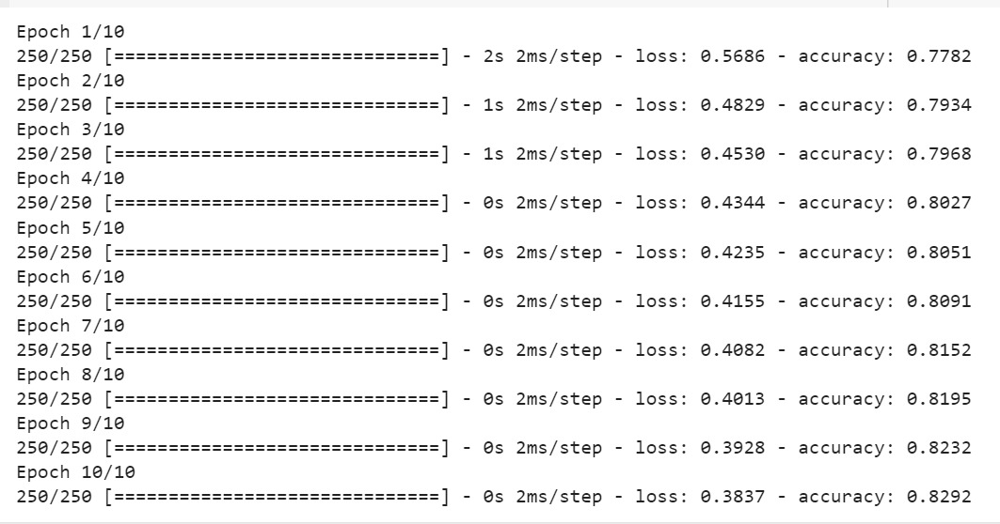 Epoch 1/10
250/250 [==============================] - 2s 2ms/step - loss: 0.5686 - accuracy: 0.7782
Epoch 2/10
250/250 [==============================] - 1s 2ms/step - loss: 0.4829 - accuracy: 0.7934
Epoch 3/10
250/250 [==============================] - 1s 2ms/step - loss: 0.4530 - accuracy: 0.7968
Epoch 4/10
250/250 [==============================] - 0s 2ms/step - loss: 0.4344 - accuracy: 0.8027
Epoch 5/10
250/250 [==============================] - 0s 2ms/step - loss: 0.4235 - accuracy: 0.8051
Epoch 6/10
250/250 [==============================] - 0s 2ms/step - loss: 0.4155 - accuracy: 0.8091
Epoch 7/10
250/250 [==============================] - 0s 2ms/step - loss: 0.4082 - accuracy: 0.8152
Epoch 8/10
250/250 [==============================] - 0s 2ms/step - loss: 0.4013 - accuracy: 0.8195
Epoch 9/10
250/250 [==============================] - 0s 2ms/step - loss: 0.3928 - accuracy: 0.8232
Epoch 10/10
250/250 [==============================] - 0s 2ms/step - loss: 0.3837 - accuracy: 0.8292